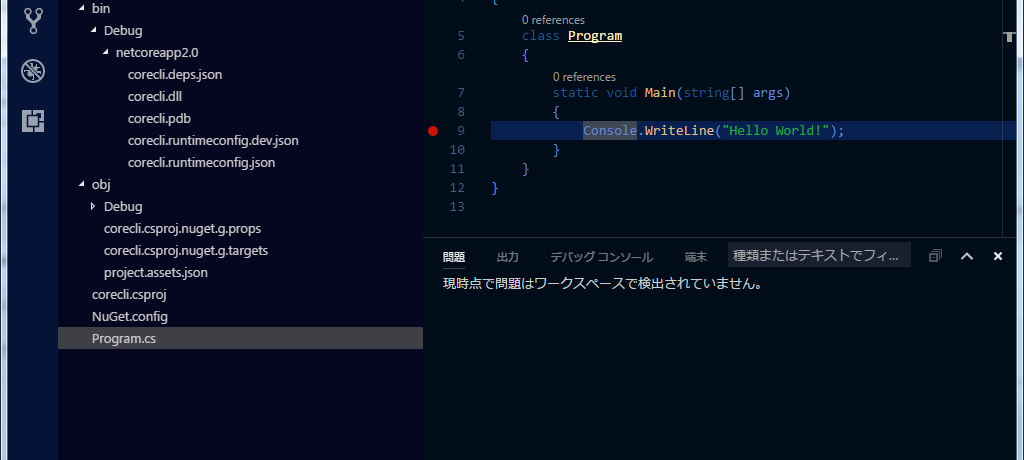 bin
Debug
netcoreapp2.0
corecli.deps.json
corecli.dll
corecli.pdb
corecli.runtimeconfig.dev.json
corecli.runtimeconfig.json
obj
Debug
corecli.csproj.nuget.g.props
corecli.csproj.nuget.g.targets
project.assets.json
corecli.csproj
NuGet.config
Program.cs
{
0 references
5 class Program
6 {
0 references
7 static void Main(string[] args)
8 {
9 Console.WriteLine("Hello World!");
10 }
11 }
12 }
13
問題 出力 デバッグ コンソール 端末 種類またはテキストでフィ...
現時点で問題はワークスペースで検出されていません。